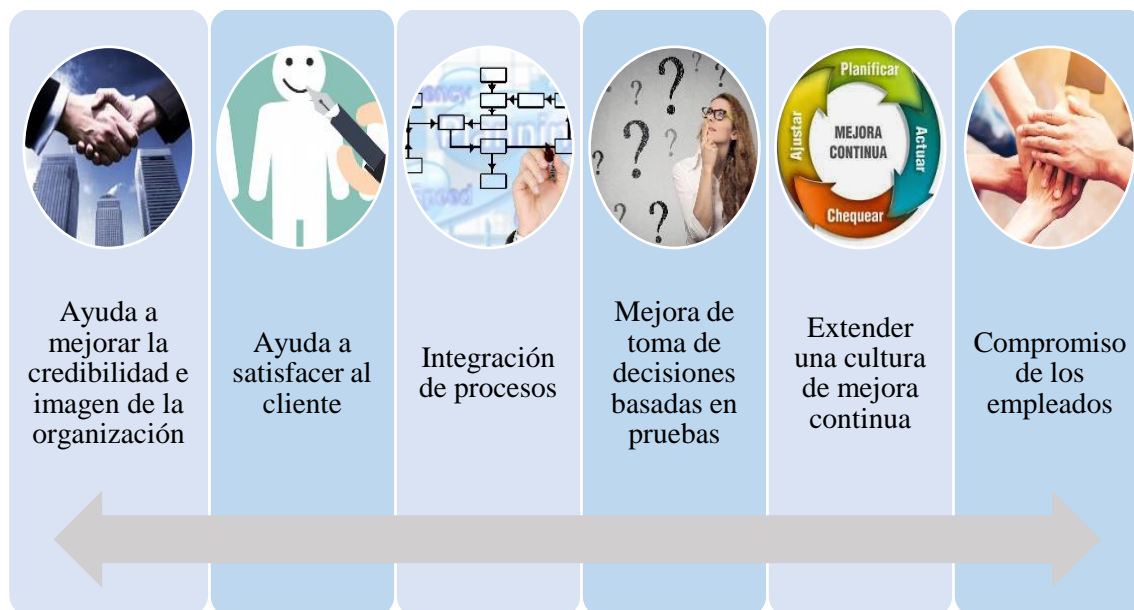 Planificar
Actuar
Chequear
Ajustar
MEJORA
CONTINUA
Ayuda a
mejorar la
credibilidad e
imagen de la
organización
Ayuda a
satisfacer al
cliente
Integración
de procesos
Mejora de
toma de
decisiones
basadas en
pruebas
Extender
una cultura
de mejora
continua
Compromiso
de los
empleados